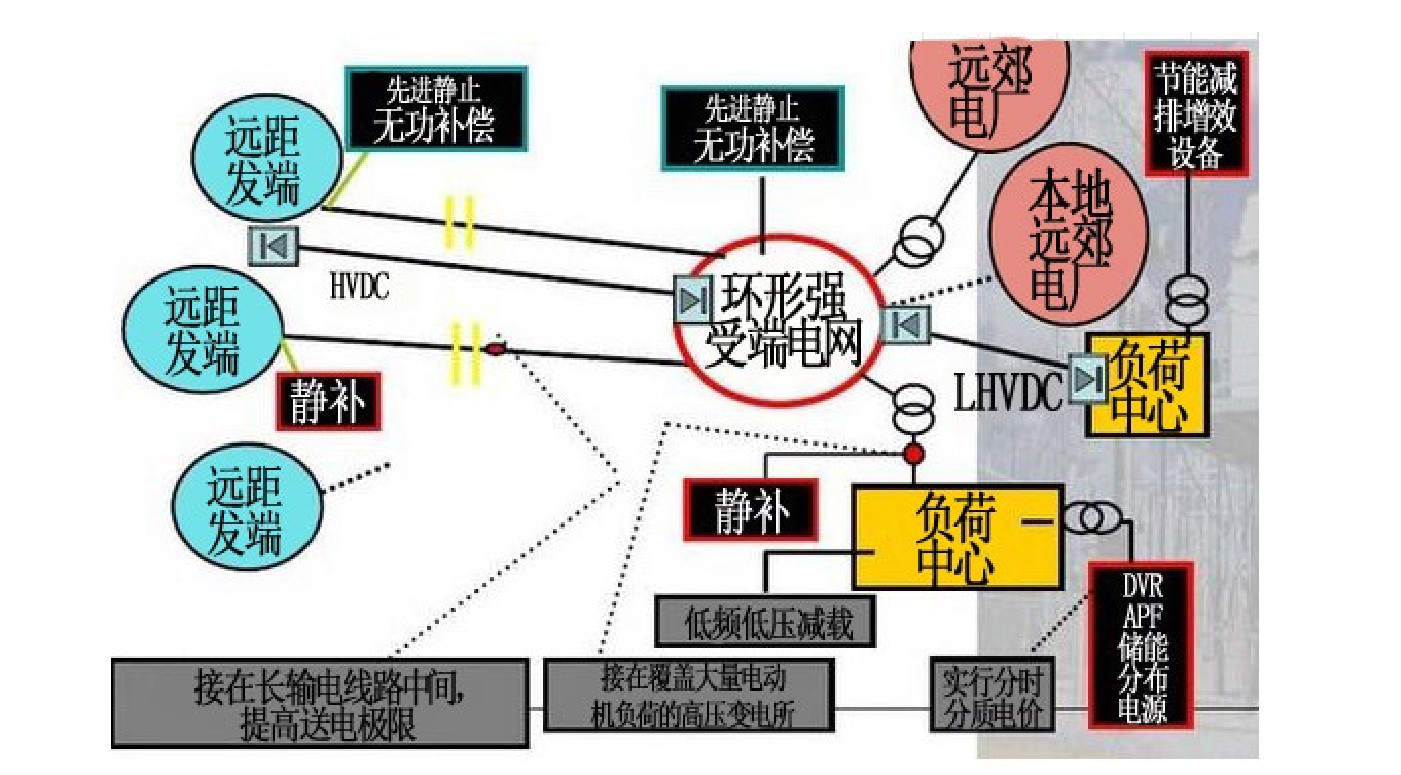 远郊
电厂
节能减
排增效
设备
先进静止
无功补偿
先进静止
无功补偿
远距
发端
本地
远郊
电厂
HVDC
远距
发端
环形强
受端电网
负荷
中心
LHVDC
静补
远距
发端
静补
负荷
中心
低频低压减载
DVR
APF
储能
分布
电源
接在长输电线路中间,
提高送电极限
接在覆盖大量电动
机负荷的高压变电所
实行分时
分质电价